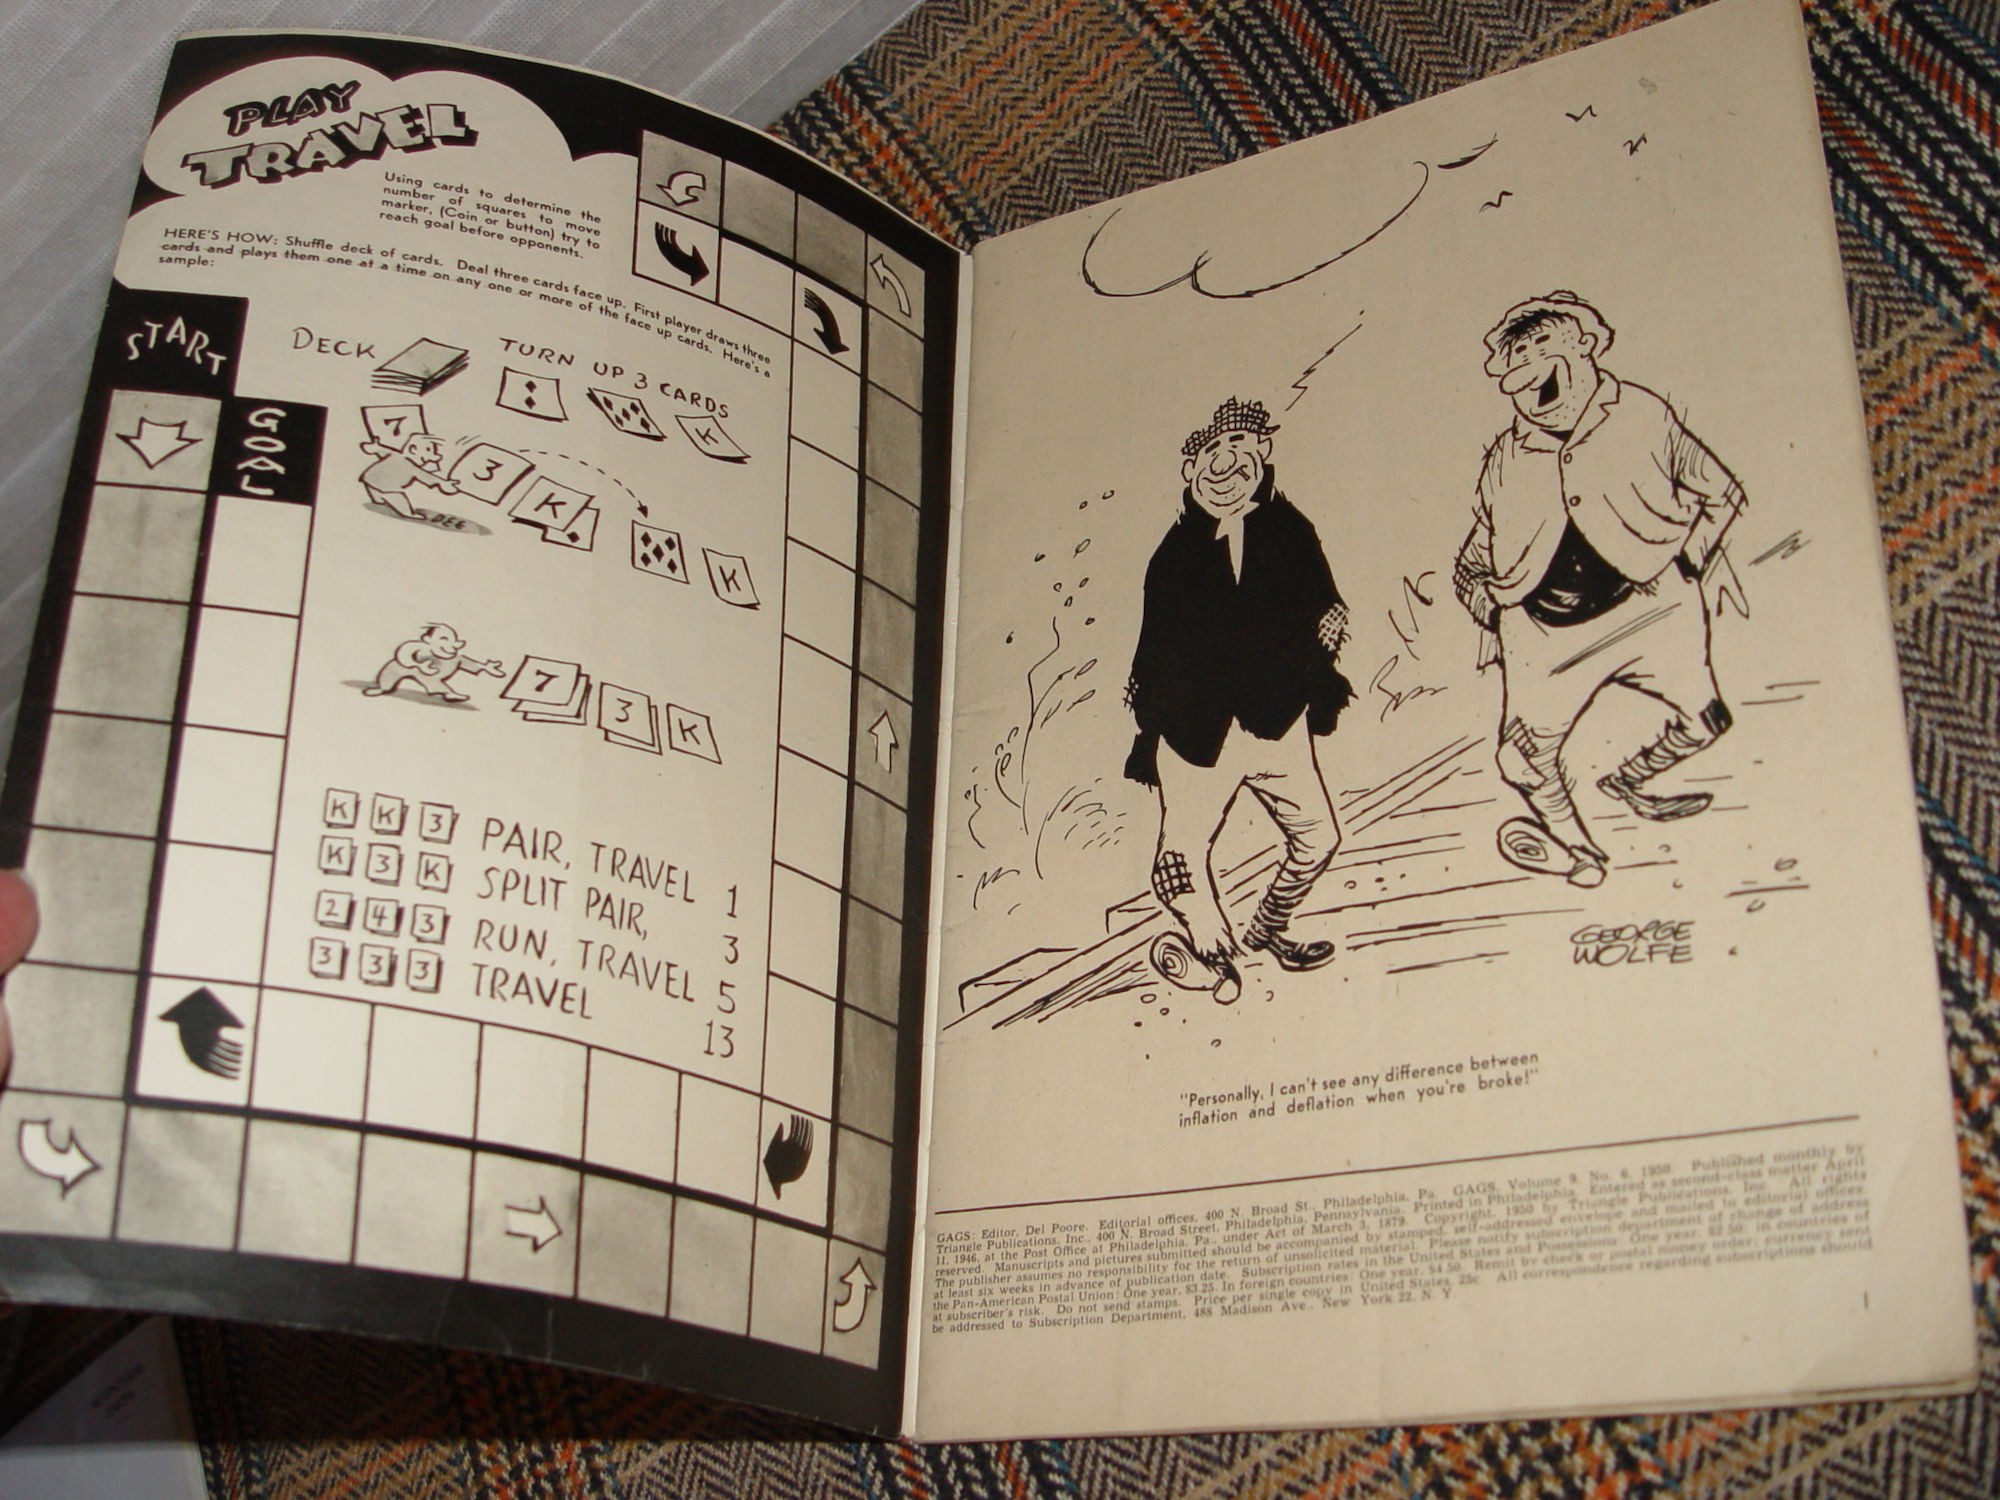 PLAY
TRAVEL
Using cards to determine the
number of squares to move
marker, (Coin or button) try to
reach goal before opponents.
HERE'S HOW: Shuffle deck of cards. Deal three cards face up. First player draws three
cards and plays them one at a time on any one or more of the face up cards. Here's a
sample:
START
GOAL
DECK
TURN UP 3 CARDS
K
7
3
K
K
DEE
7
3
K
K K 3 PAIR, TRAVEL 1
K 3 K SPLIT PAIR, 3
2 4 3 RUN, TRAVEL 5
3 3 3 TRAVEL 13
GEORGE
WOLFE
"Personally, I can't see any difference between
inflation and deflation when you're broke!"
GAGS: Editor, Del Poore. Editorial offices, 400 N. Broad St., Philadelphia, Pa. GAGS, Volume 9, No. 6, 1950. Published monthly by
Triangle Publications, Inc., 400 N. Broad Street, Philadelphia, Pennsylvania. Printed in Philadelphia. Entered as second-class matter April
11, 1946, at the Post Office at Philadelphia, Pa., under Act of March 3, 1879. Copyright, 1950 by Triangle Publications, Inc. All rights
reserved. Manuscripts and pictures submitted should be accompanied by stamped, self-addressed envelope and mailed to editorial offices.
The publisher assumes no responsibility for the return of unsolicited material. Please notify subscription department of change of address
at least six weeks in advance of publication date. Subscription rates in the United States and Possessions: One year, $2.50; in countries of
the Pan-American Postal Union: One year, $3.25. In foreign countries: One year, $4.50. Remit by check or postal money order; currency sent
at subscriber's risk. Do not send stamps. Price per single copy in United States, 25c. All correspondence regarding subscriptions should
be addressed to Subscription Department, 488 Madison Ave., New York 22, N. Y.
1